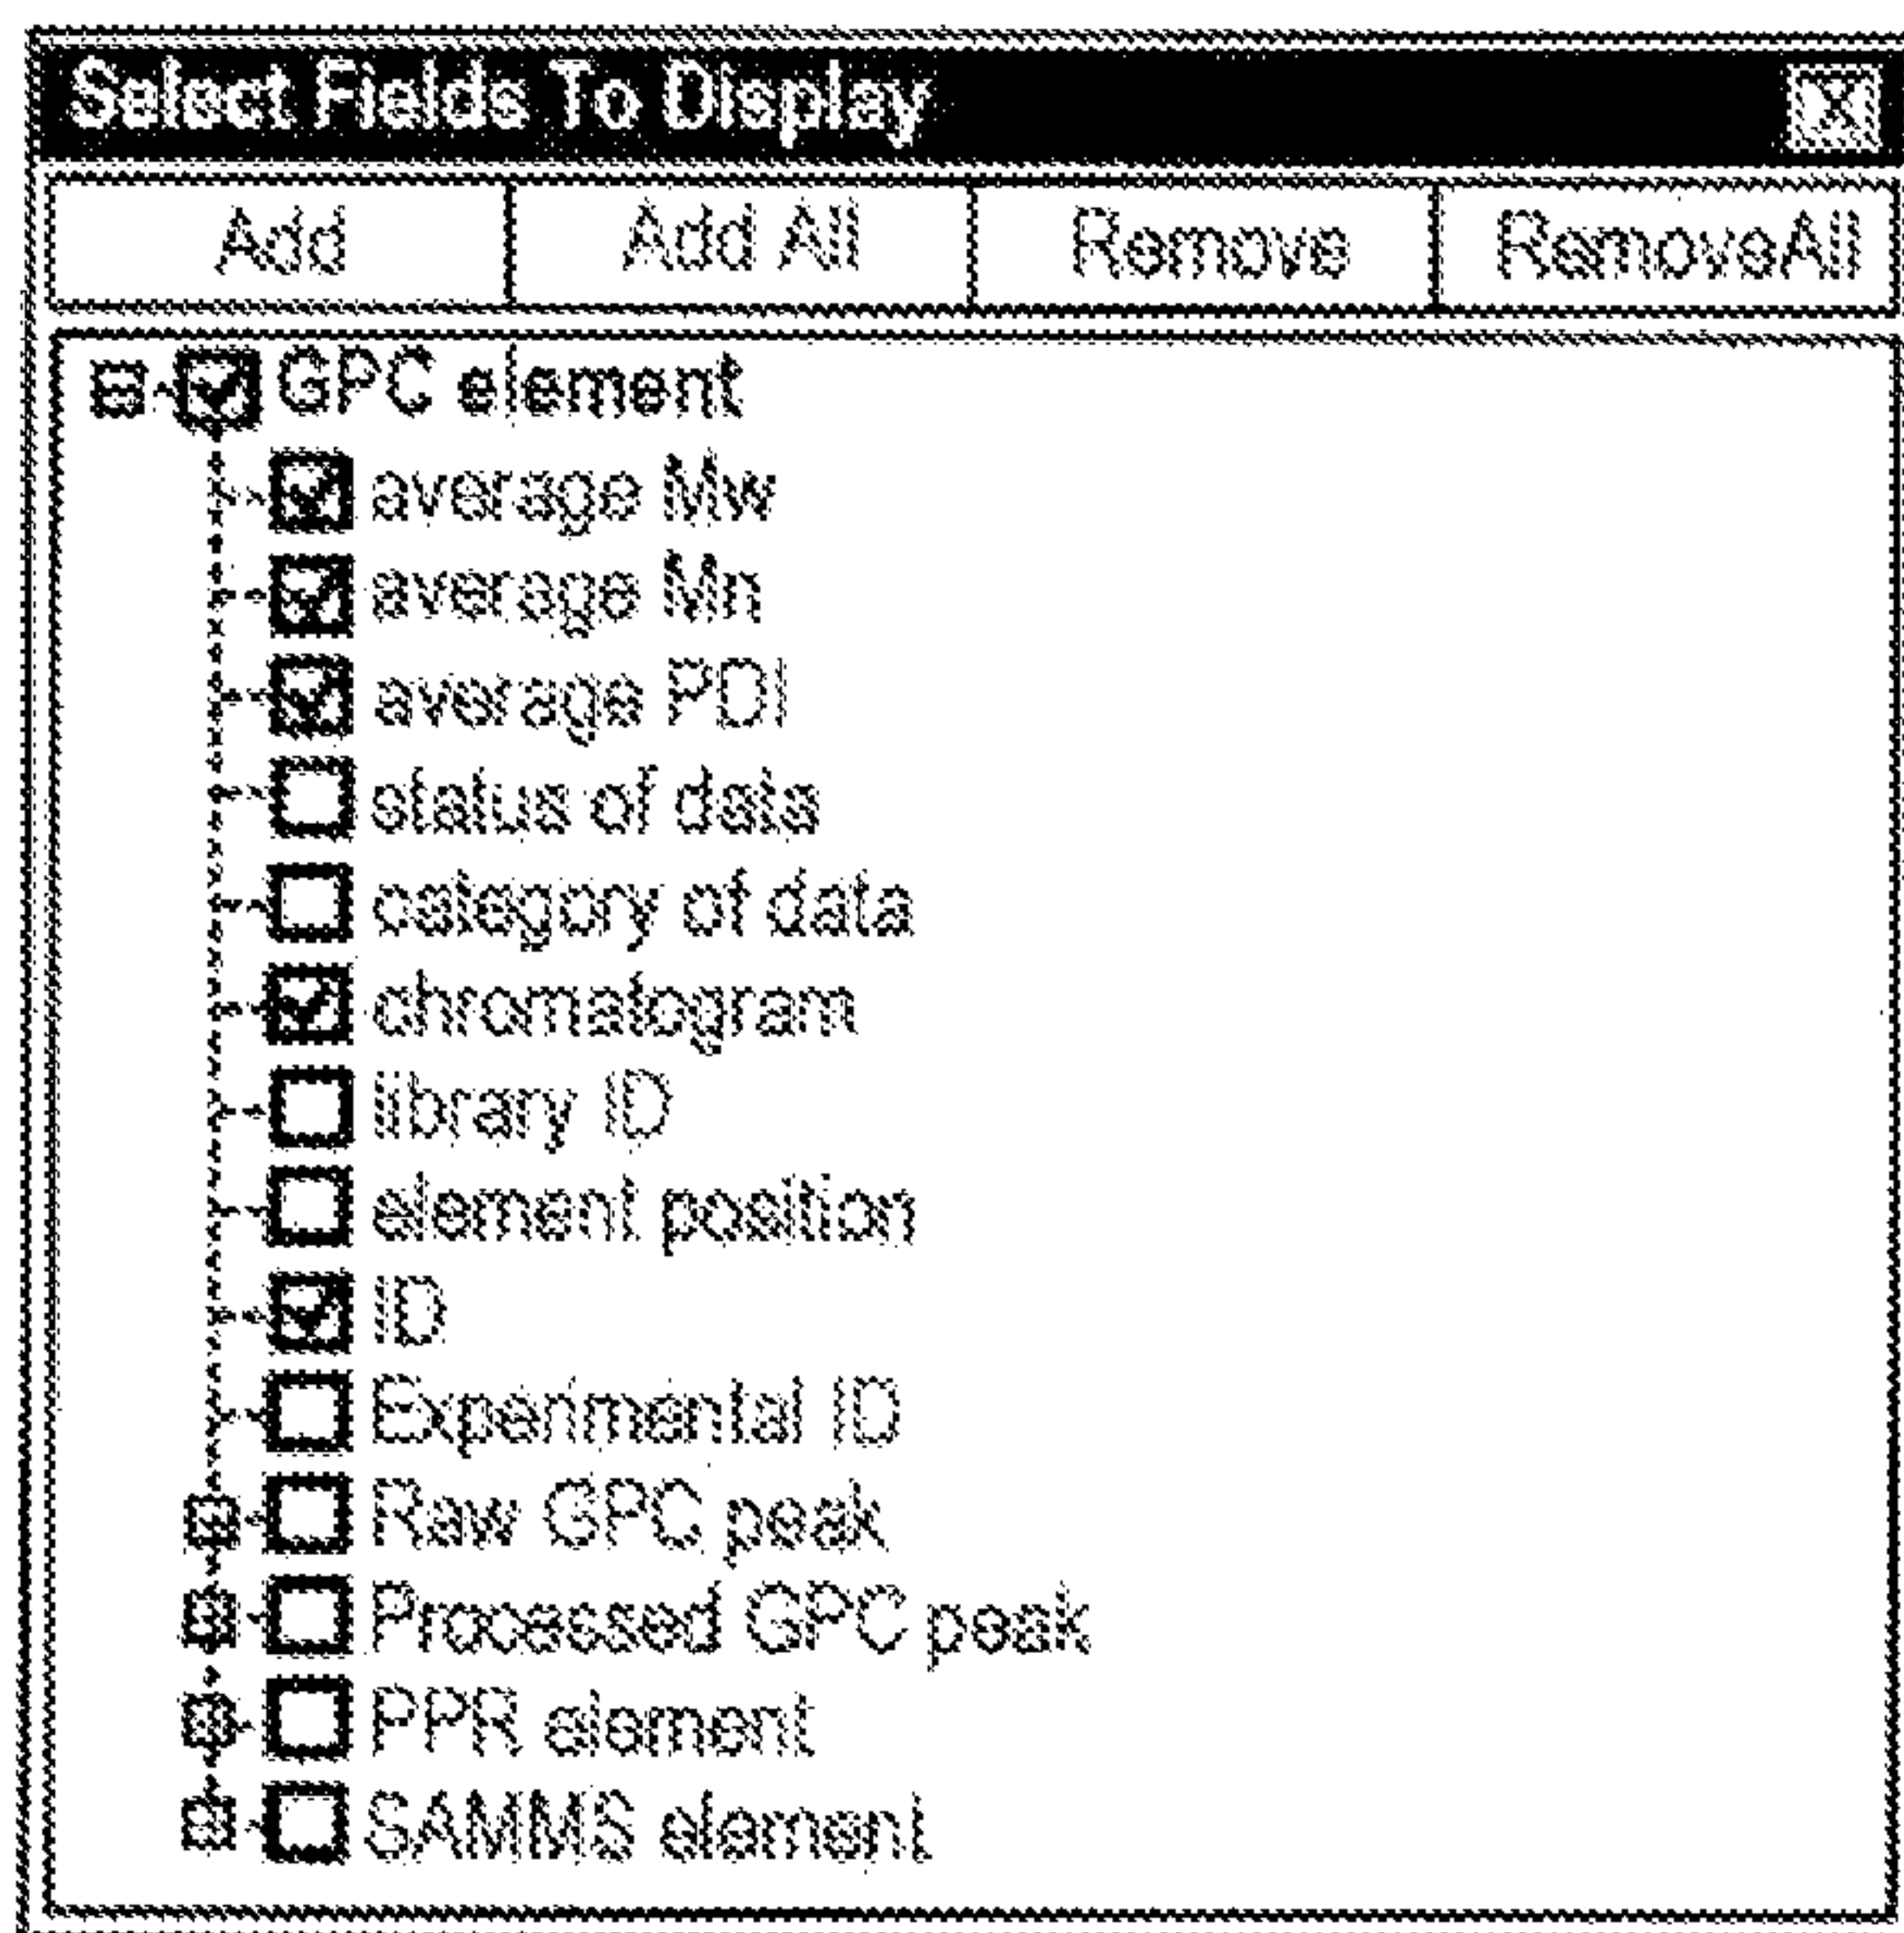 Select Fields To Display
Add Add All Remove RemoveAll
GPC element
average Mw
average Mn
average PDI
status of data
category of data
chromatogram
library ID
element position
ID
Experimental ID
Raw GPC peak
Processed GPC peak
PPR element
SAMMS element